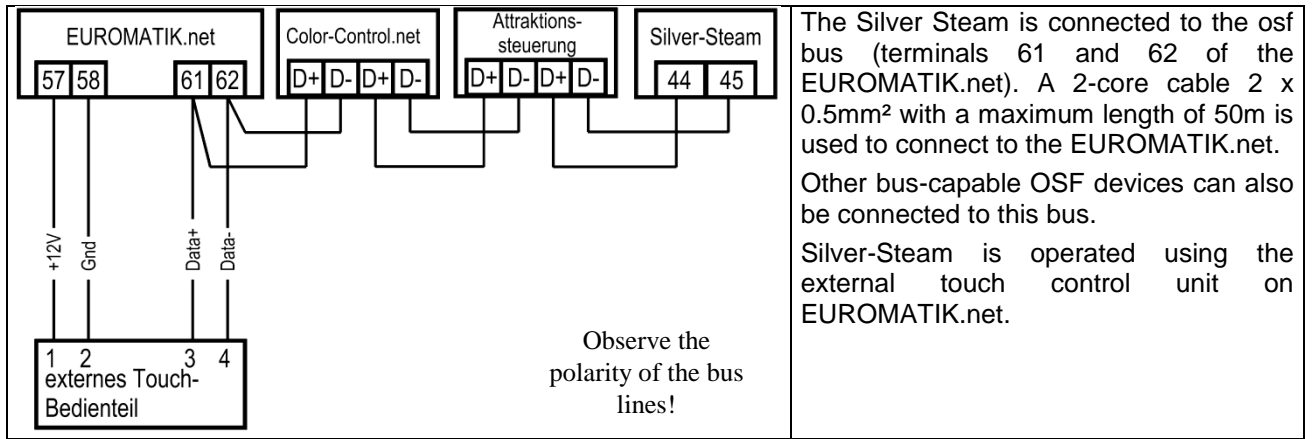 EUROMATIK.net
57 58 61 62
Color-Control.net
D+ D- D+ D-
Attraktions-
steuerung
D+ D- D+ D-
Silver-Steam
44 45
+12V
Gnd
Data+
Data-
1 2 3 4
externes Touch-
Bedienteil
Observe the
polarity of the bus
lines!
The Silver Steam is connected to the osf
bus (terminals 61 and 62 of the
EUROMATIK.net). A 2-core cable 2 x
0.5mm² with a maximum length of 50m is
used to connect to the EUROMATIK.net.
Other bus-capable OSF devices can also
be connected to this bus.
Silver-Steam is operated using the
external touch control unit on
EUROMATIK.net.